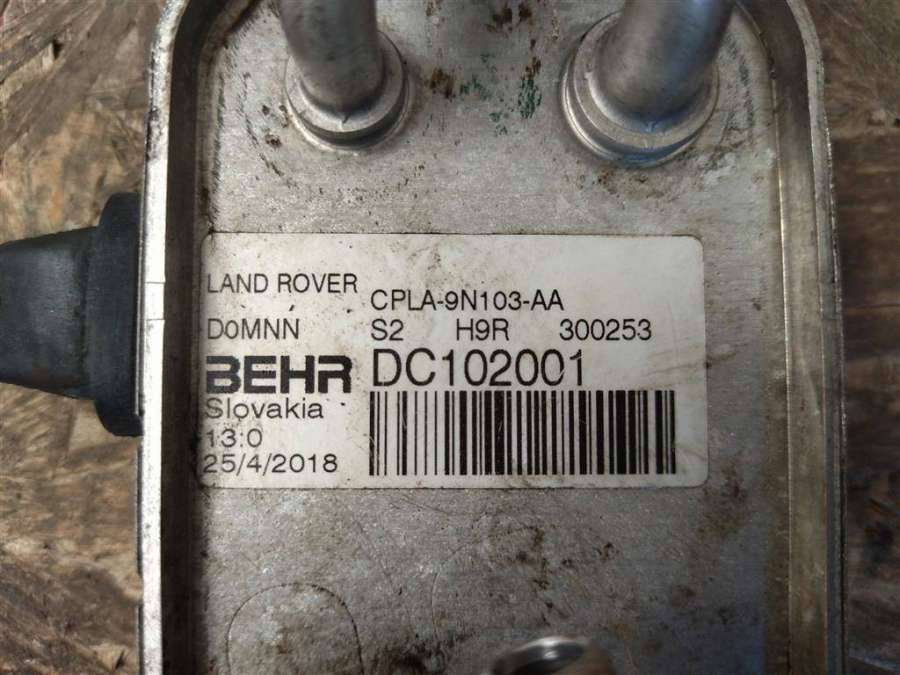 LAND ROVER
CPLA-9N103-AA
D0MNN S2 H9R 300253
BEHR DC102001
Slovakia
13:0
25/4/2018